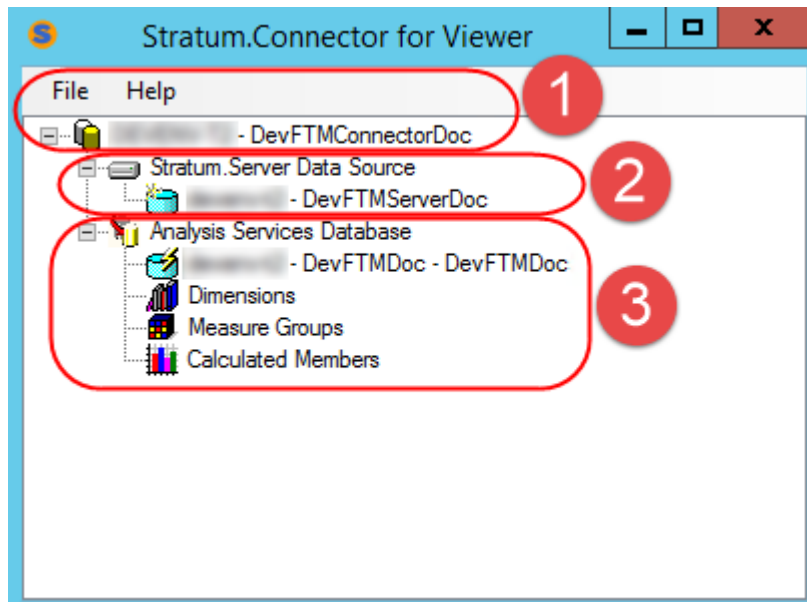 S
Stratum.Connector for Viewer
File Help
1
- DevFTMConnectorDoc
Stratum.Server Data Source
2
- DevFTMServerDoc
Analysis Services Database
- DevFTMDoc - DevFTMDoc
Dimensions
3
Measure Groups
Calculated Members